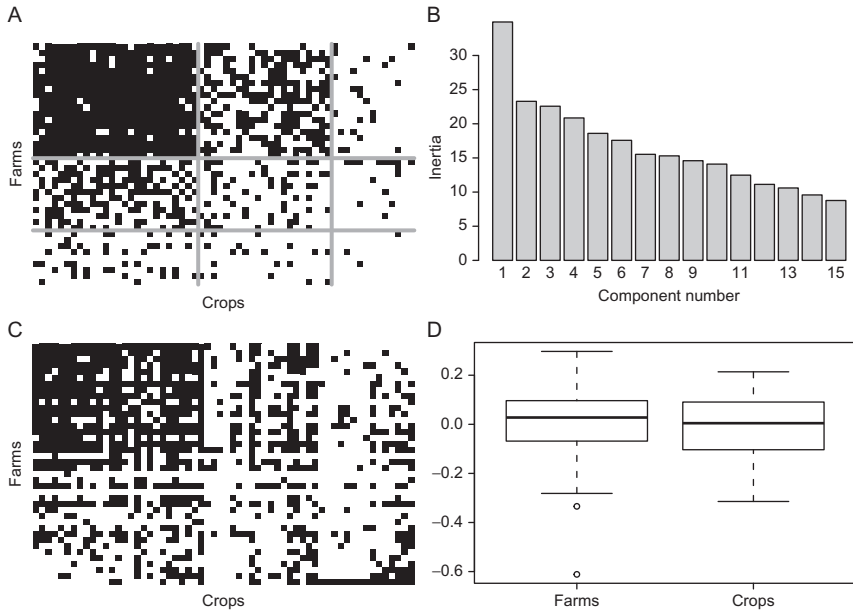 A
Farms
Crops
B
Inertia
30
25
20
15
10
5
0
1 2 3 4 5 6 7 8 9 11 13 15
Component number
C
Farms
Crops
D
0.2
0.0
−0.2
−0.4
−0.6
Farms Crops